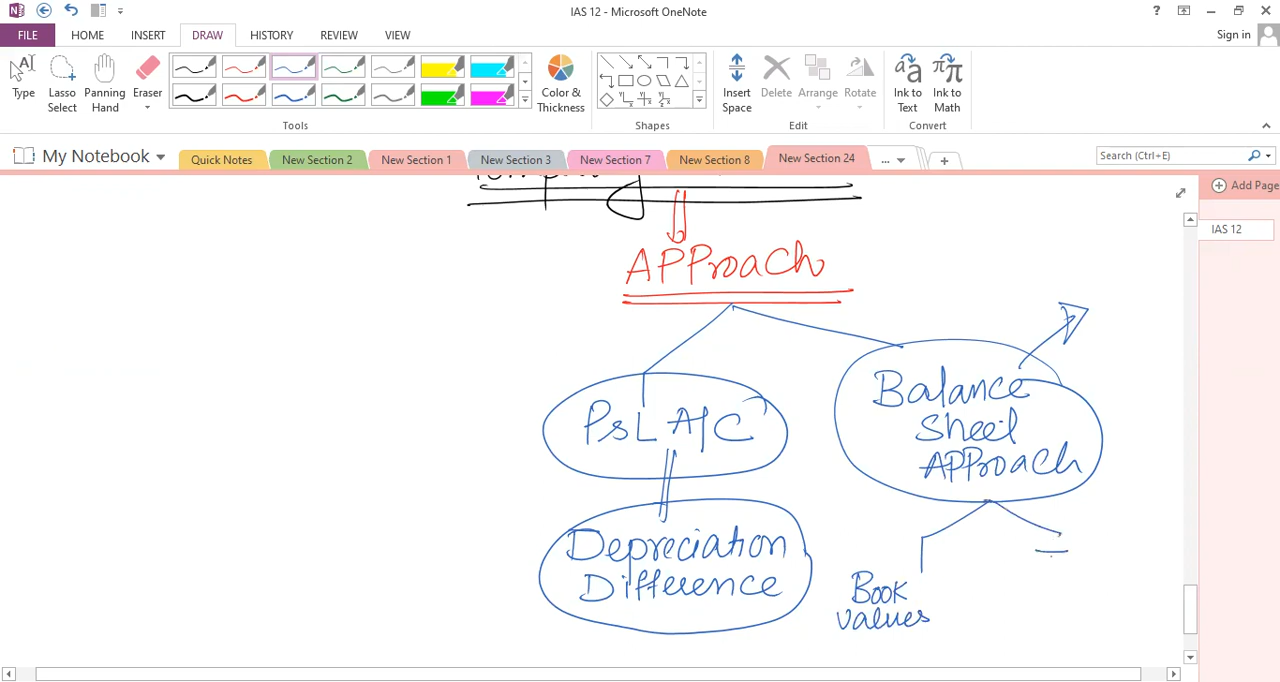 IAS 12 - Microsoft OneNote
?
FILE
HOME
INSERT
DRAW
HISTORY
REVIEW
VIEW
Sign in
Type
Lasso
Select
Panning
Hand
Eraser
Color &
Thickness
Insert
Space
Delete
Arrange
Rotate
Ink to
Text
Ink to
Math
Tools
Shapes
Edit
Convert
My Notebook
Quick Notes
New Section 2
New Section 1
New Section 3
New Section 7
New Section 8
New Section 24
...
Search (Ctrl+E)
Add Page
IAS 12
APProaCh
PsL A/C
Balance
Sheet
APProaCh
Depreciation
Difference
Book
values